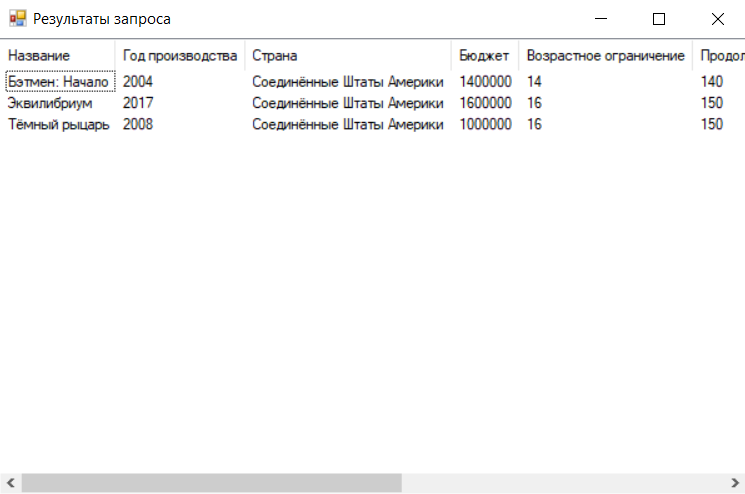 Результаты запроса
Название Год производства Страна Бюджет Возрастное ограничение
Бэтмен: Начало 2004 Соединённые Штаты Америки 1400000 14 140
Эквилибриум 2017 Соединённые Штаты Америки 1600000 16 150
Тёмный рыцарь 2008 Соединённые Штаты Америки 1000000 16 150